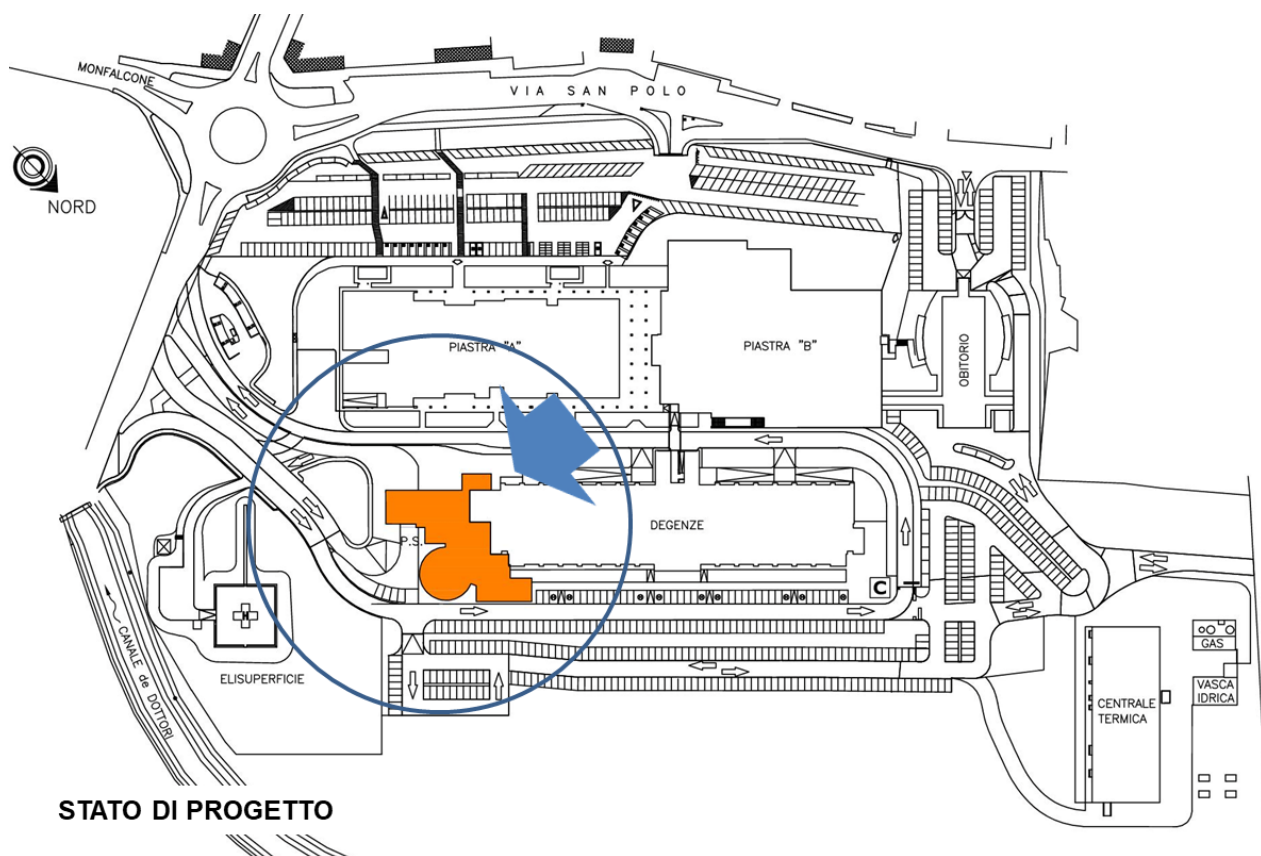 MONFALCONE
VIA SAN POLO
NORD
PIASTRA "A"
PIASTRA "B"
OBITORIO
DEGENZE
P.S.
C
H
ELISUPERFICIE
CANALE de DOTTORI
GAS
VASCA
IDRICA
CENTRALE
TERMICA
STATO DI PROGETTO